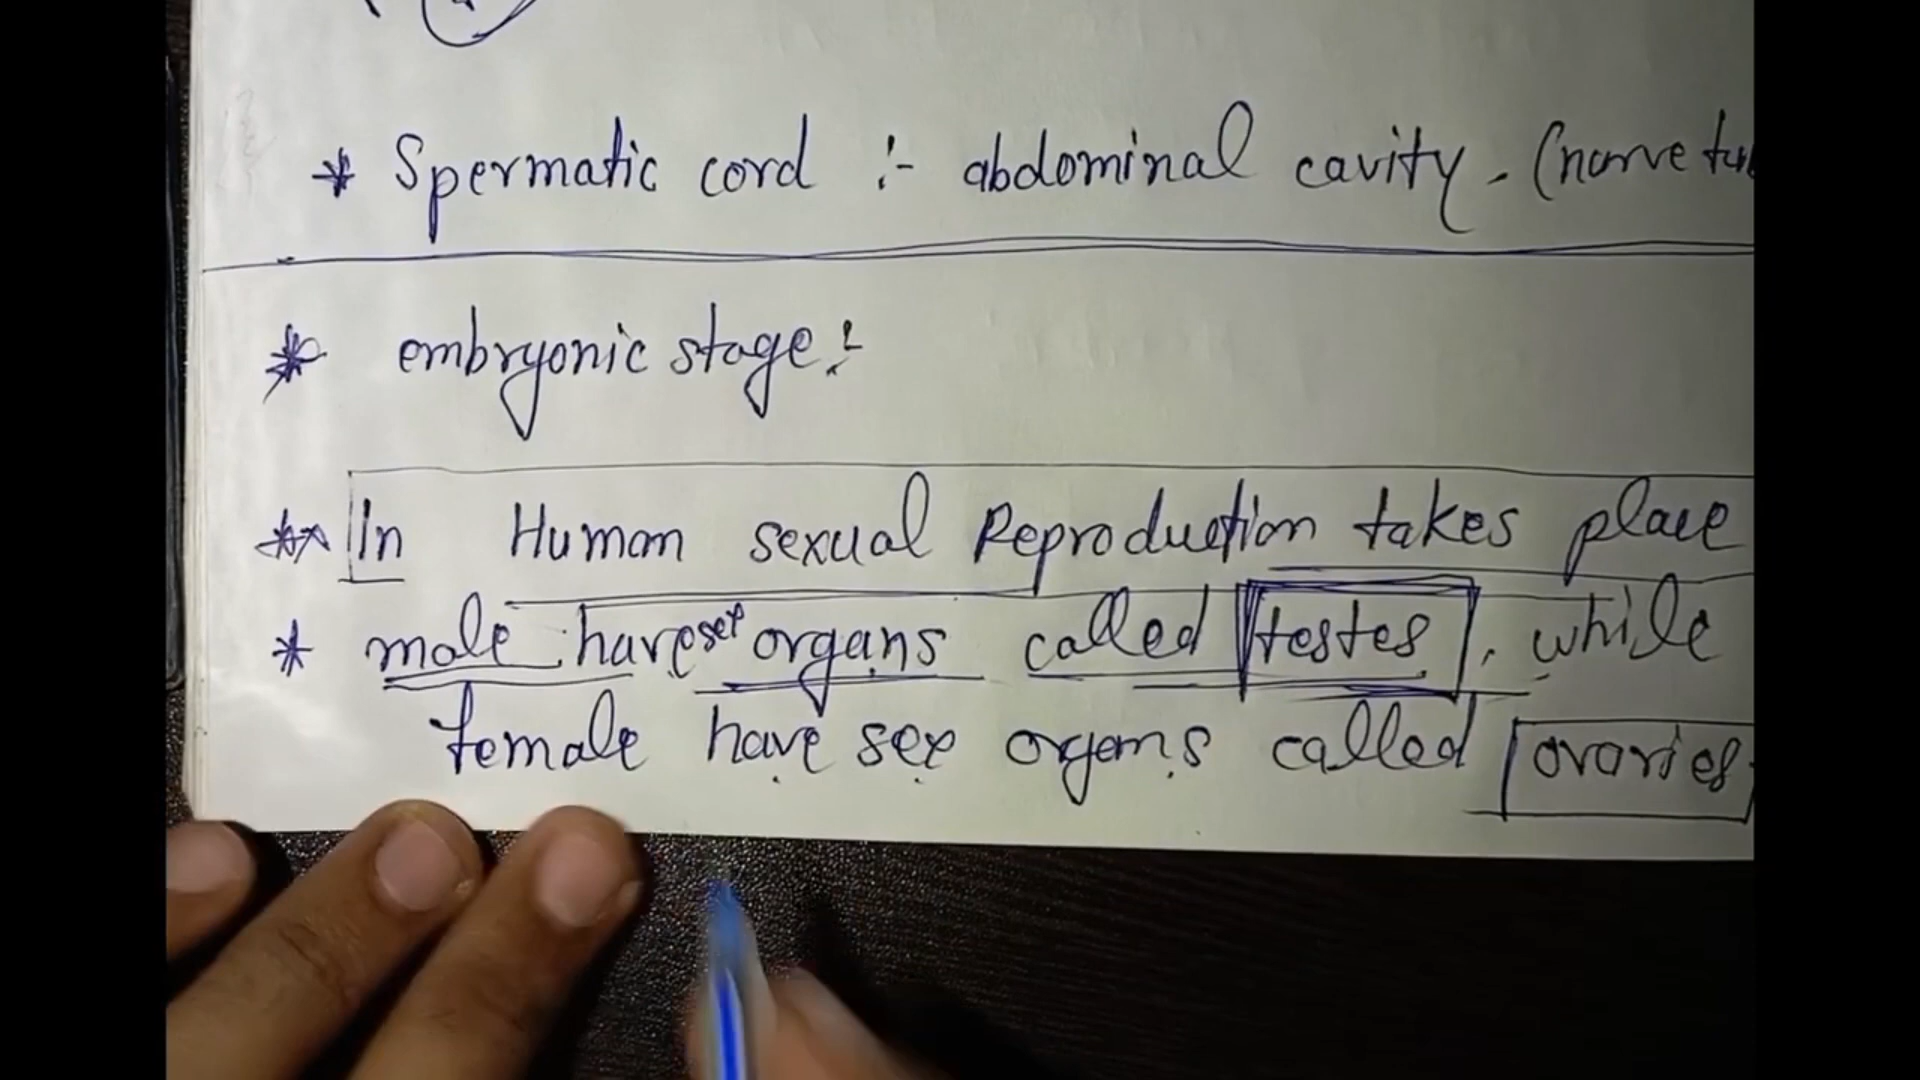 * Spermatic cord :- abdominal cavity. (nerve
* embryonic stage :
** In Human sexual Reproduction takes place
* male have sex organs called testes, while
female have sex organs called ovaries